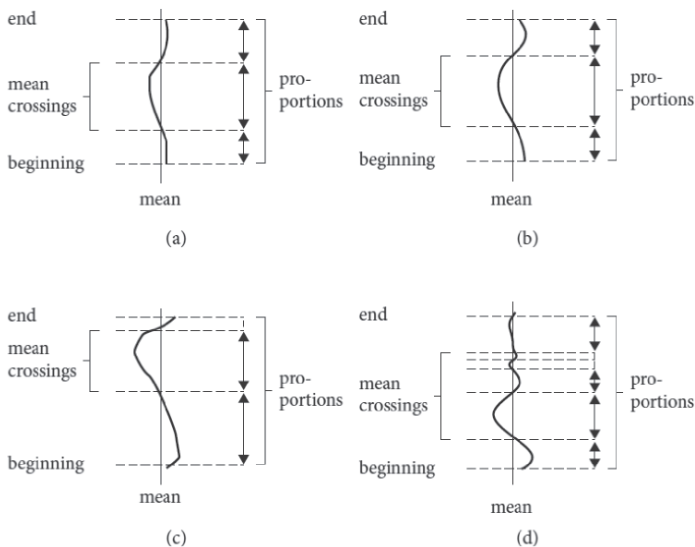 end
mean
crossings
beginning
pro-
portions
mean
(a)
end
mean
crossings
beginning
pro-
portions
mean
(b)
end
mean
crossings
beginning
pro-
portions
mean
(c)
end
mean
crossings
beginning
pro-
portions
mean
(d)